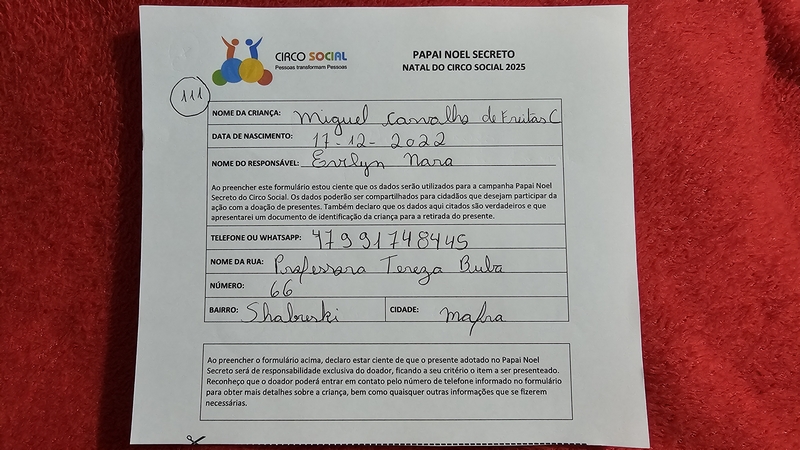 CIRCO SOCIAL
Pessoas transformam Pessoas
PAPAI NOEL SECRETO
NATAL DO CIRCO SOCIAL 2025
111
NOME DA CRIANÇA: Miguel Carvalho de Freitas C
DATA DE NASCIMENTO: 17-12-2022
NOME DO RESPONSÁVEL: Evelyn Nara
Ao preencher este formulário estou ciente que os dados serão utilizados para a campanha Papai Noel
Secreto do Circo Social. Os dados poderão ser compartilhados para cidadãos que desejam participar da
ação com a doação de presentes. Também declaro que os dados aqui citados são verdadeiros e que
apresentarei um documento de identificação da criança para a retirada do presente.
TELEFONE OU WHATSAPP: 47991748445
NOME DA RUA: Professora Tereza Buba
NÚMERO: 66
BAIRRO: Shabreski CIDADE: Mafra
Ao preencher o formulário acima, declaro estar ciente de que o presente adotado no Papai Noel
Secreto será de responsabilidade exclusiva do doador, ficando a seu critério o item a ser presenteado.
Reconheço que o doador poderá entrar em contato pelo número de telefone informado no formulário
para obter mais detalhes sobre a criança, bem como quaisquer outras informações que se fizerem
necessárias.